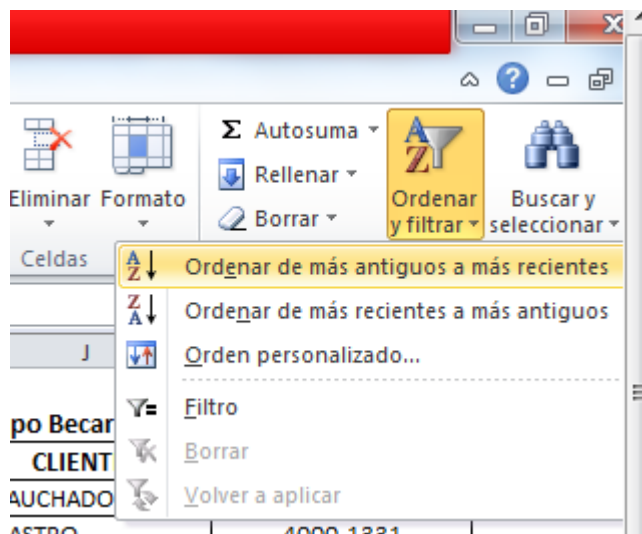 Σ Autosuma
Rellenar
Borrar
Eliminar Formato
Ordenar y filtrar
Buscar y seleccionar
Celdas
Ordenar de más antiguos a más recientes
Ordenar de más recientes a más antiguos
Orden personalizado...
Filtro
Borrar
Volver a aplicar
J
po Becar
CLIENT
AUCHADO
ASTRO
4000-1331